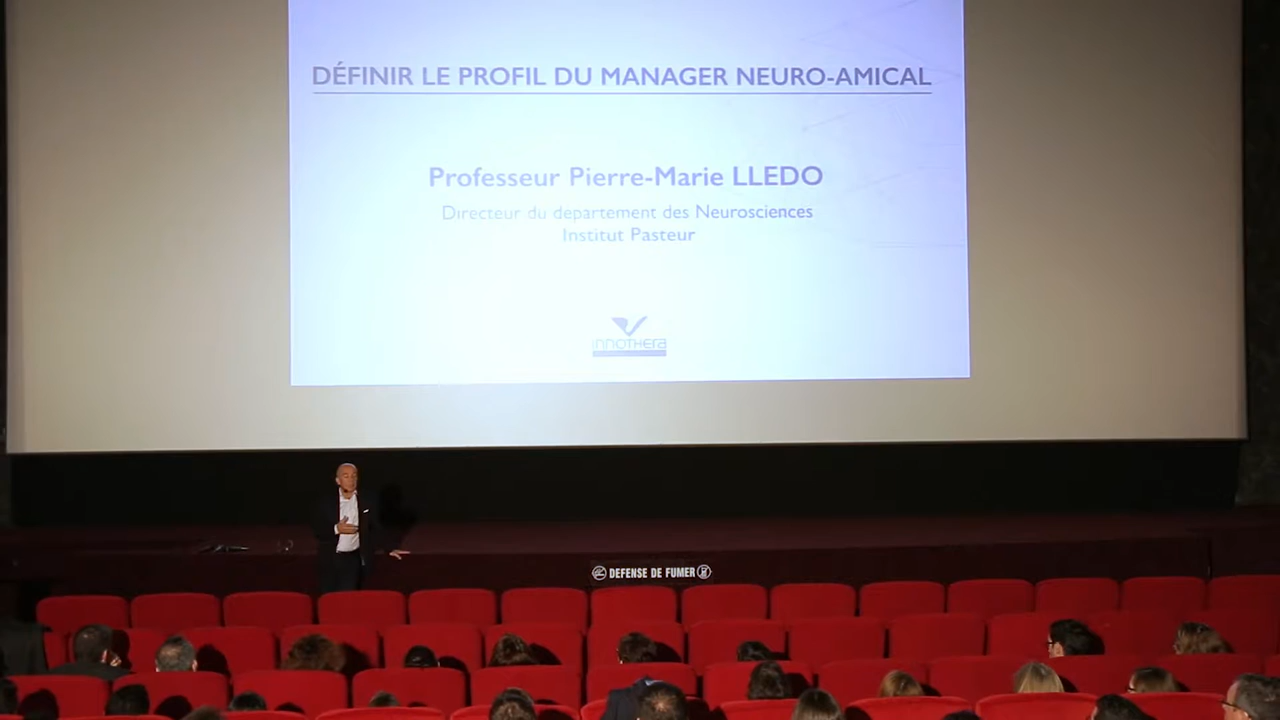 DÉFINIR LE PROFIL DU MANAGER NEURO-AMICAL
Professeur Pierre-Marie LLEDO
Directeur du departement des Neurosciences
Institut Pasteur
INNOTHERA
DEFENSE DE FUMER